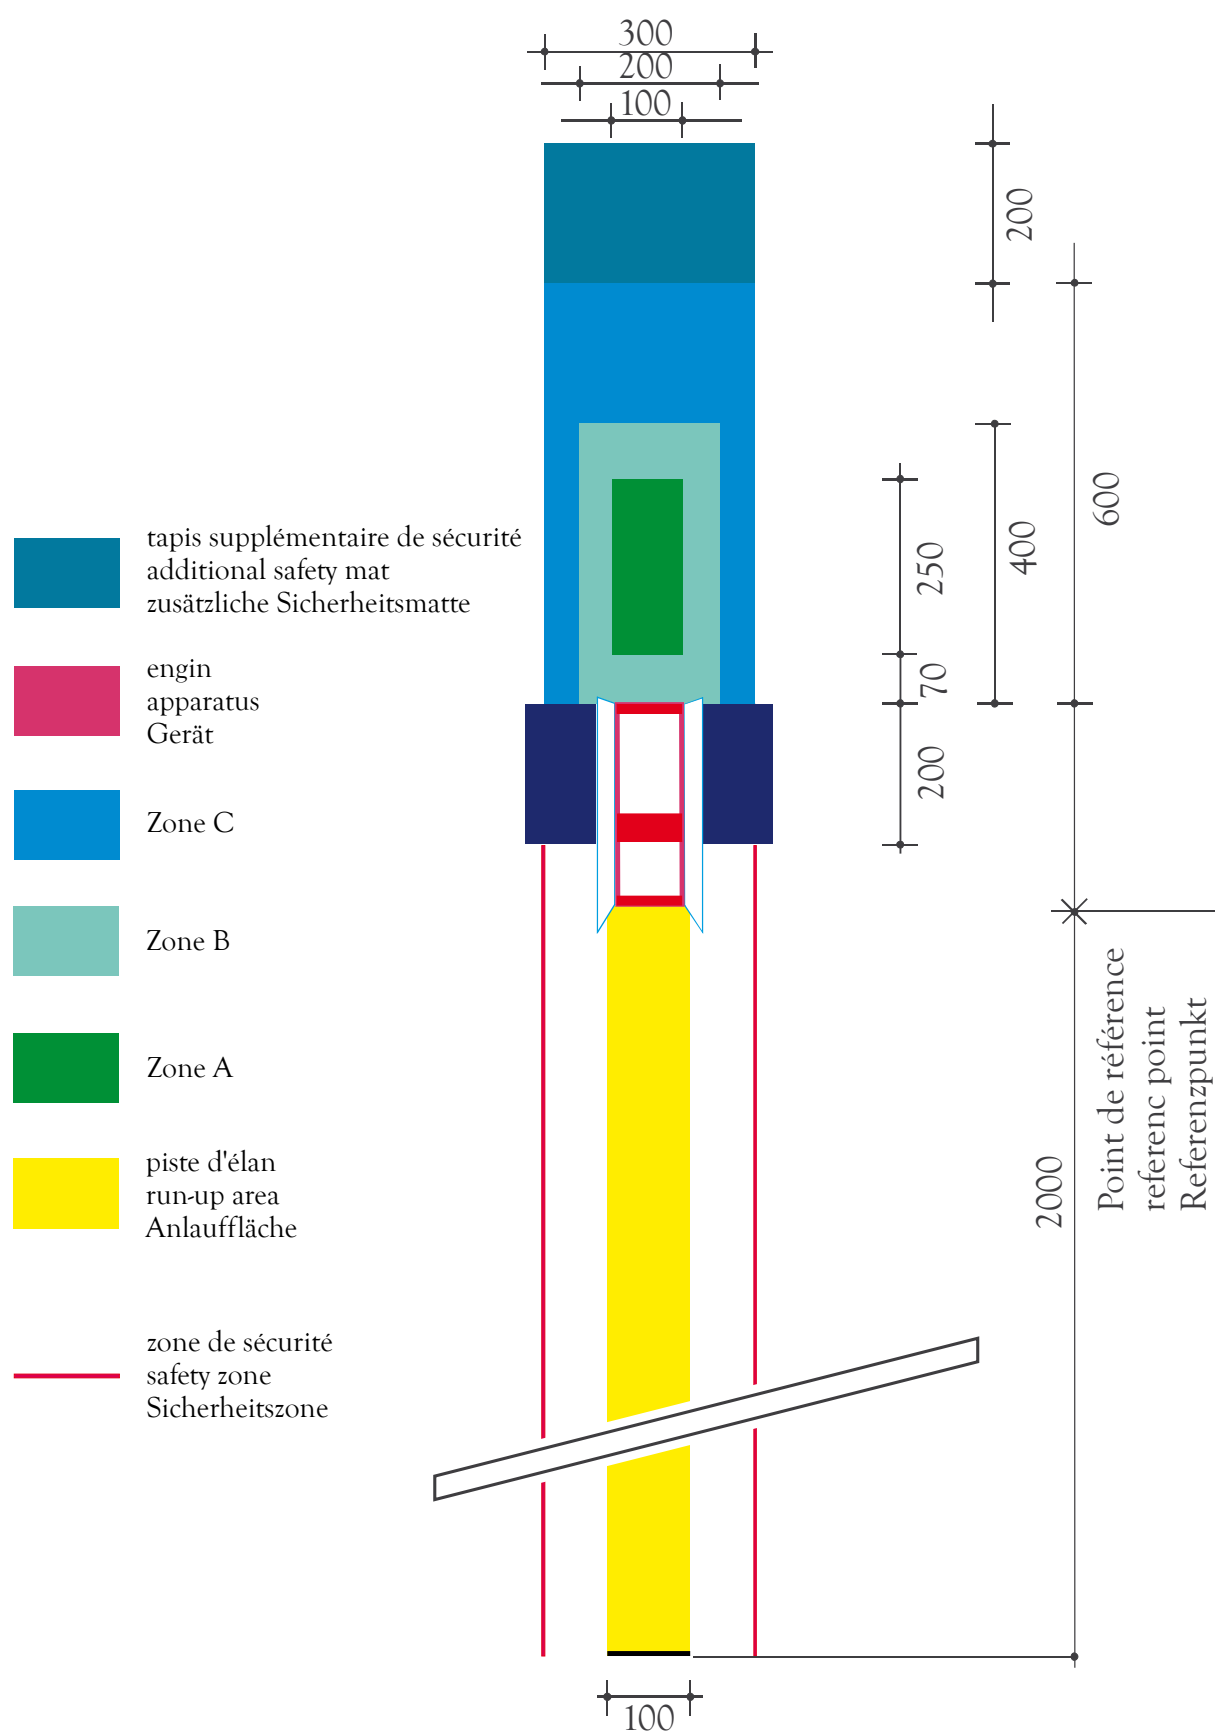 300
200
100
200
600
400
250
70
200
tapis supplémentaire de sécurité
additional safety mat
zusätzliche Sicherheitsmatte
engin
apparatus
Gerät
Zone C
Zone B
Zone A
piste d'élan
run-up area
Anlauffläche
zone de sécurité
safety zone
Sicherheitszone
Point de référence
referenc point
Referenzpunkt
2000
100